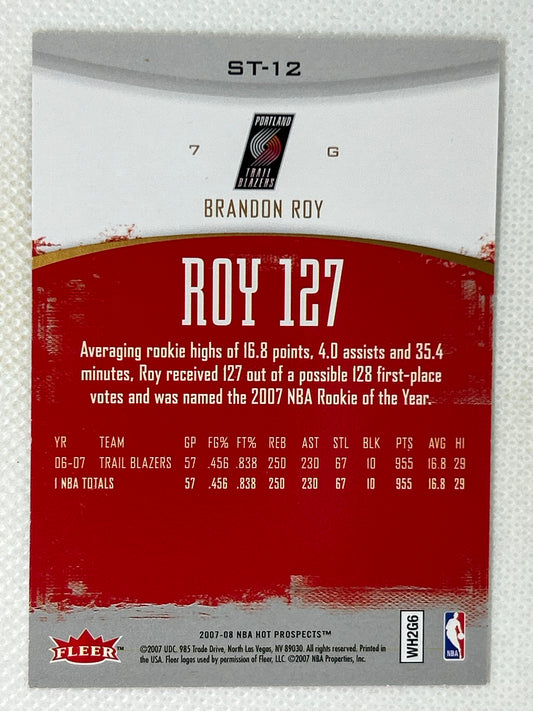 ST-12
PORTLAND
TRAIL
BLAZERS
7 G
BRANDON ROY
ROY 127
Averaging rookie highs of 16.8 points, 4.0 assists and 35.4
minutes, Roy received 127 out of a possible 128 first-place
votes and was named the 2007 NBA Rookie of the Year.
YR TEAM GP FG% FT% REB AST STL BLK PTS AVG HI
06-07 TRAIL BLAZERS 57 .456 .838 250 230 67 10 955 16.8 29
1 NBA TOTALS 57 .456 .838 250 230 67 10 955 16.8 29
2007-08 NBA HOT PROSPECTS™
FLEER™
©2007 UDC. 985 Trade Drive, North Las Vegas, NV 89030. All rights reserved. Printed in
the USA. Fleer logos used by permission of Fleer, LLC. ©2007 NBA Properties, Inc.
WH2G6
NBA